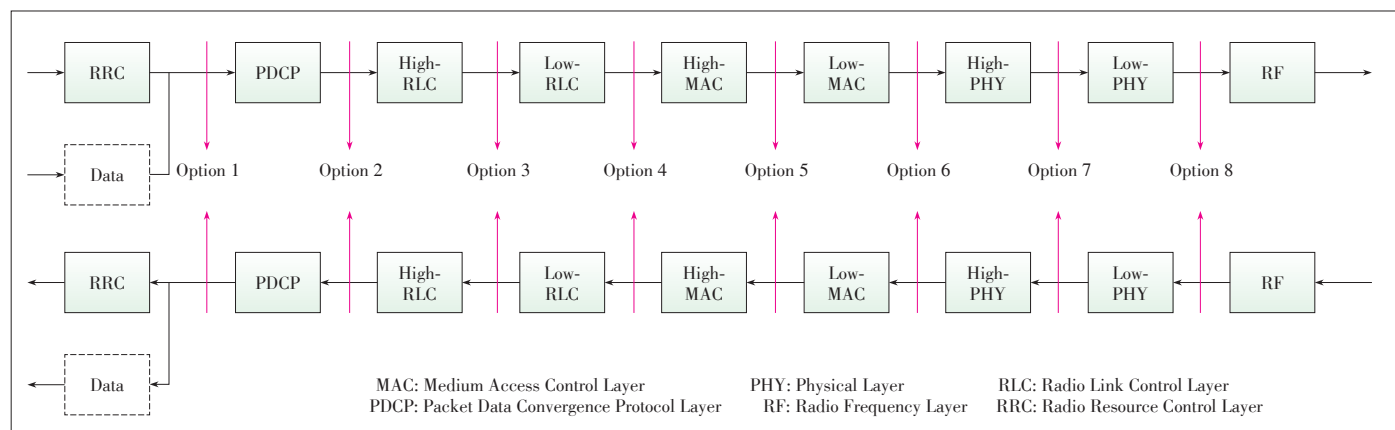 RRC
PDCP
High-
RLC
Low-
RLC
High-
MAC
Low-
MAC
High-
PHY
Low-
PHY
RF
Data
Option 1
Option 2
Option 3
Option 4
Option 5
Option 6
Option 7
Option 8
RRC
PDCP
High-
RLC
Low-
RLC
High-
MAC
Low-
MAC
High-
PHY
Low-
PHY
RF
Data
MAC: Medium Access Control Layer
PHY: Physical Layer
RLC: Radio Link Control Layer
PDCP: Packet Data Convergence Protocol Layer
RF: Radio Frequency Layer
RRC: Radio Resource Control Layer